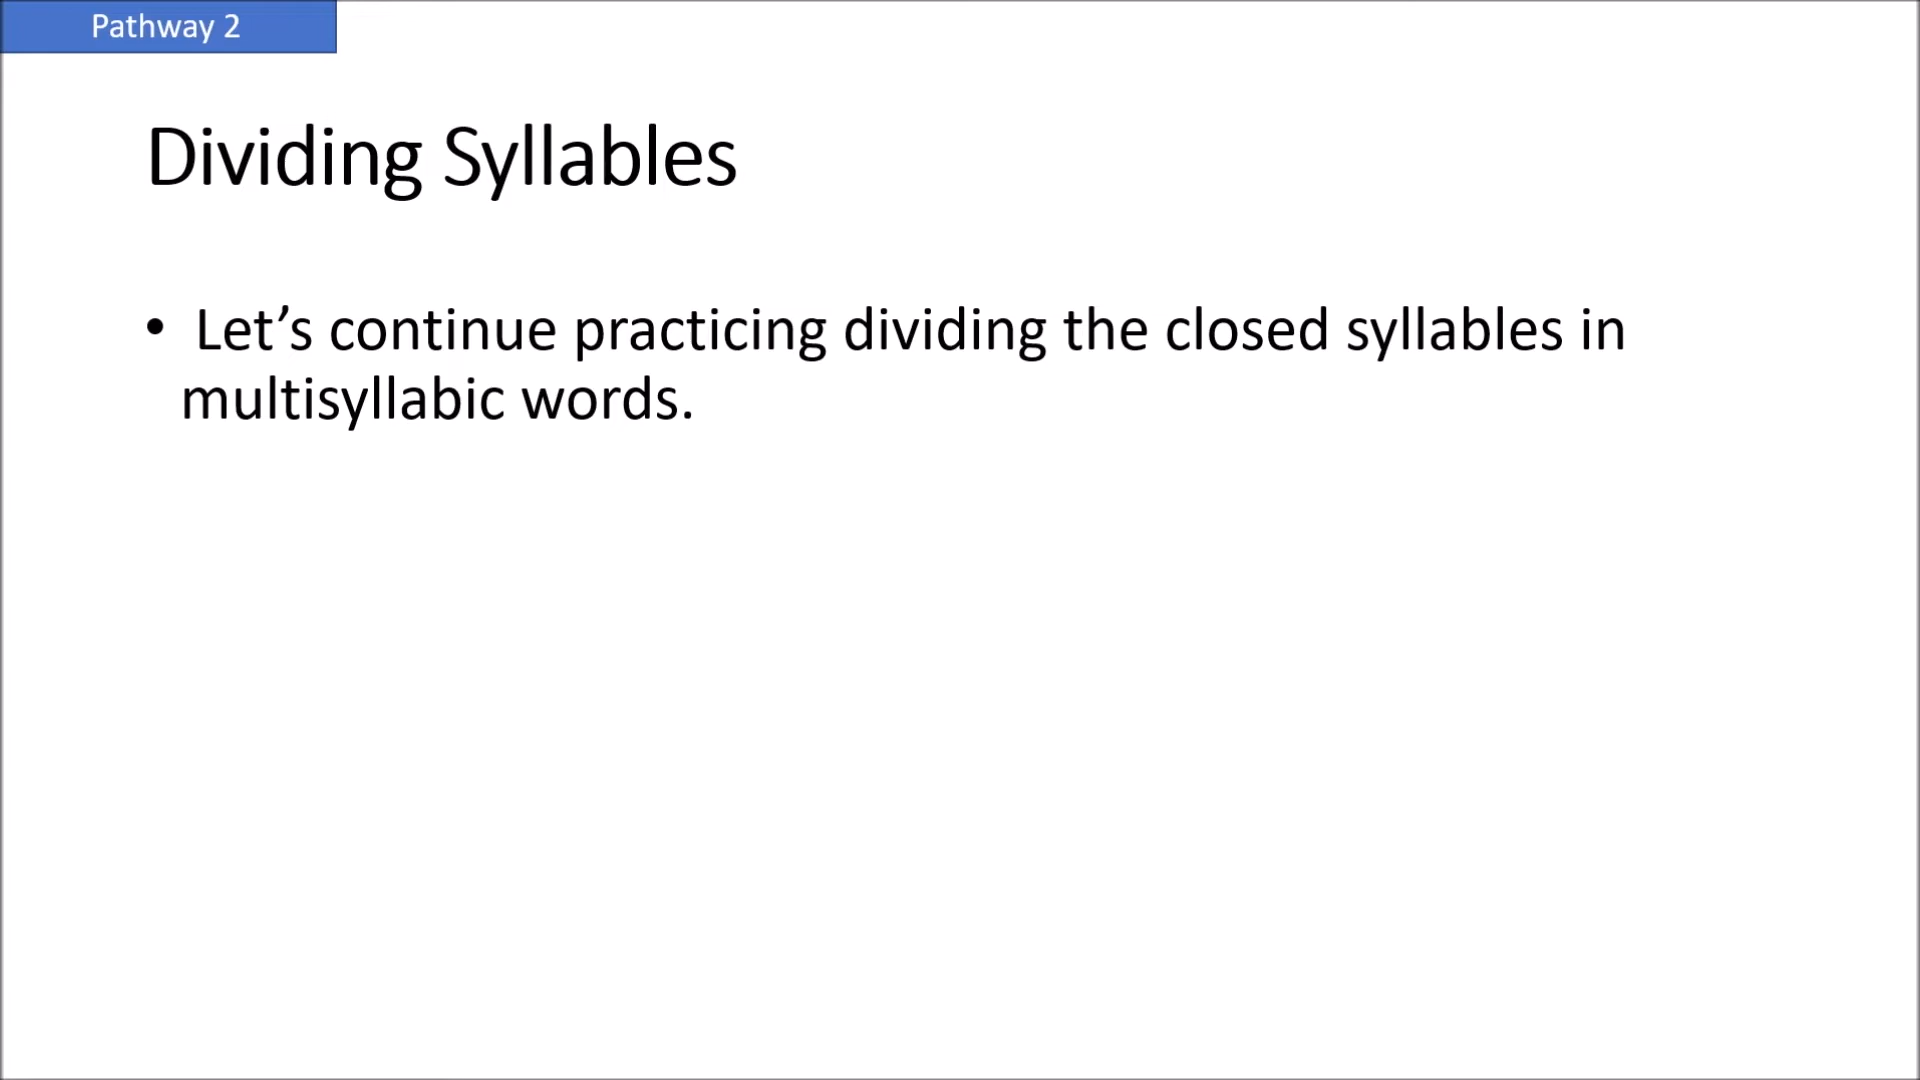 Pathway 2
Dividing Syllables
• Let’s continue practicing dividing the closed syllables in
multisyllabic words.